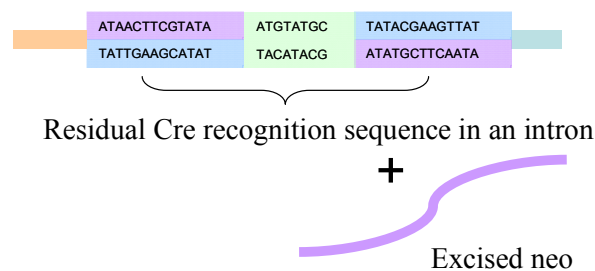 ATAACTTCGTATA ATGTATGC TATACGAAGTTAT
TATTGAAGCATAT TACATACG ATATGCTTCAATA
Residual Cre recognition sequence in an intron
+
Excised neo